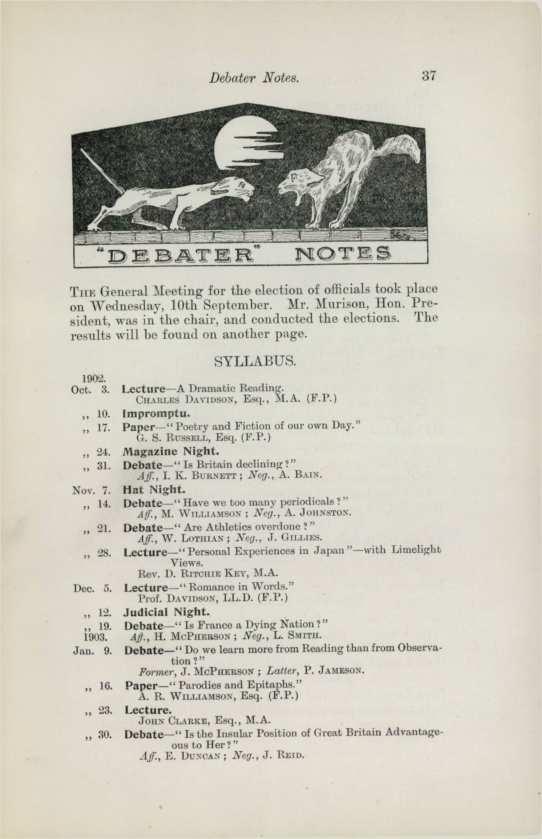 Debater Notes. 37
"DEBATER" NOTES
THE General Meeting for the election of officials took place
on Wednesday, 10th September. Mr. Murison, Hon. Pre-
sident, was in the chair, and conducted the elections. The
results will be found on another page.
SYLLABUS.
1902.
Oct. 3. Lecture—A Dramatic Reading.
CHARLES DAVIDSON, Esq., M.A. (F.P.)
,, 10. Impromptu.
,, 17. Paper—"Poetry and Fiction of our own Day."
G. S. RUSSELL, Esq. (F.P.)
,, 24. Magazine Night.
,, 31. Debate—"Is Britain declining?"
Aff., I. K. BURNETT; Neg., A. BAIN.
Nov. 7. Hat Night.
,, 14. Debate—"Have we too many periodicals?"
Aff., M. WILLIAMSON; Neg., A. JOHNSTON.
,, 21. Debate—"Are Athletics overdone?"
Aff., W. LOTHIAN; Neg., J. GILLIES.
,, 28. Lecture—"Personal Experiences in Japan"—with Limelight
Views.
Rev. D. RITCHIE KEY, M.A.
Dec. 5. Lecture—"Romance in Words."
Prof. DAVIDSON, LL.D. (F.P.)
,, 12. Judicial Night.
,, 19. Debate—"Is France a Dying Nation?"
1903. Aff., H. MCPHERSON; Neg., L. SMITH.
Jan. 9. Debate—"Do we learn more from Reading than from Observa-
tion?"
Former, J. MCPHERSON; Latter, P. JAMESON.
,, 16. Paper—"Parodies and Epitaphs."
A. R. WILLIAMSON, Esq. (F.P.)
,, 23. Lecture.
JOHN CLARKE, Esq., M.A.
,, 30. Debate—"Is the Insular Position of Great Britain Advantage-
ous to Her?"
Aff., E. DUNCAN; Neg., J. REID.